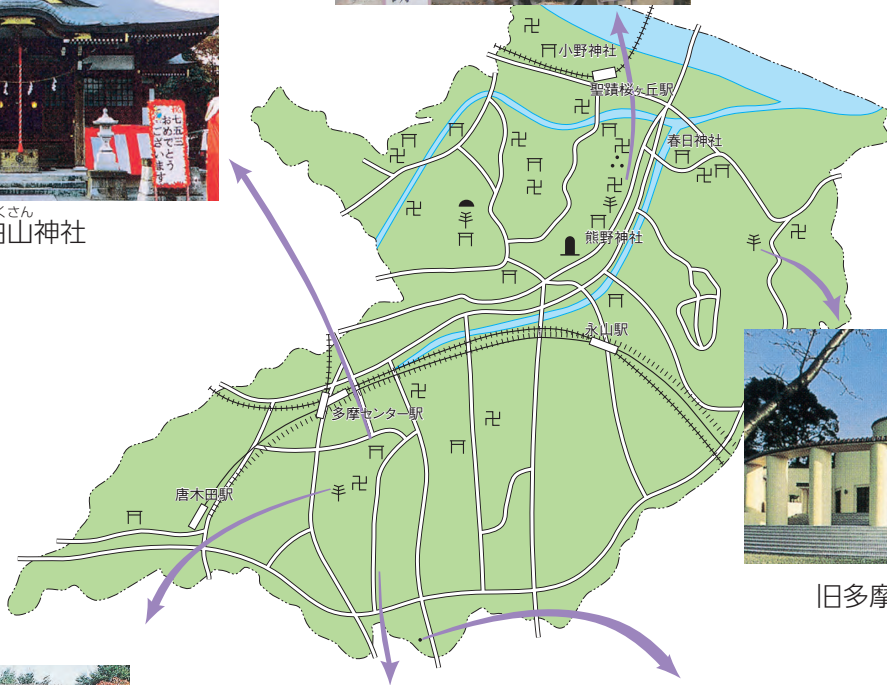 七五三
おめでとう
ございます
くさん
山神社
小野神社
聖蹟桜ヶ丘駅
春日神社
熊野神社
永山駅
多摩センター駅
唐木田駅
旧多摩